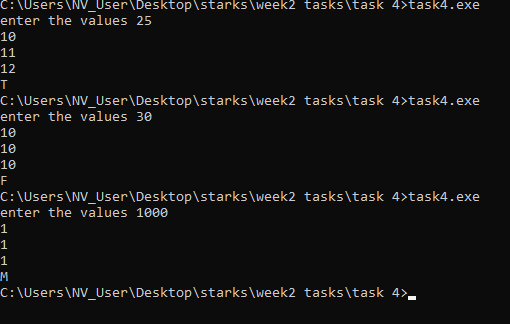 C:\Users\NV_User\Desktop\starks\week2 tasks\task 4>task4.exe
enter the values 25
10
11
12
T
C:\Users\NV_User\Desktop\starks\week2 tasks\task 4>task4.exe
enter the values 30
10
10
10
F
C:\Users\NV_User\Desktop\starks\week2 tasks\task 4>task4.exe
enter the values 1000
1
1
1
M
C:\Users\NV_User\Desktop\starks\week2 tasks\task 4>